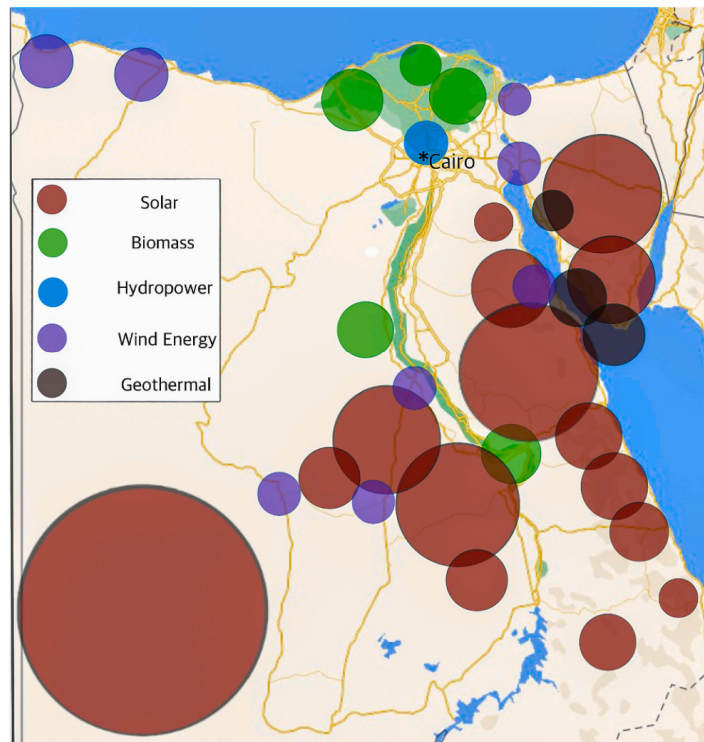 *Cairo
Solar
Biomass
Hydropower
Wind Energy
Geothermal